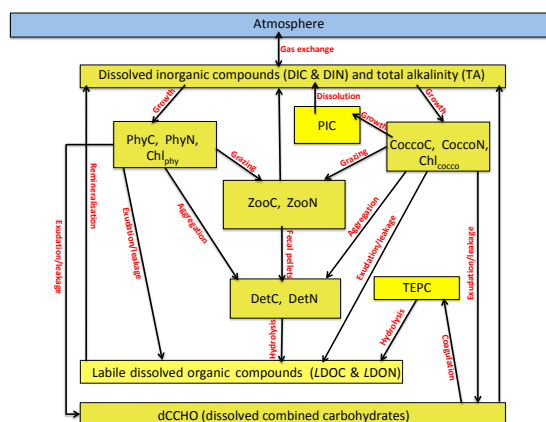 Atmosphere
Gas exchange
Dissolved inorganic compounds (DIC & DIN) and total alkalinity (TA)
Growth
Dissolution
Growth
PIC
Growth
PhyC, PhyN,
Chlphy
CoccoC, CoccoN,
Chlcocco
Grazing
Grazing
ZooC, ZooN
Remineralisation
Exudation/leakage
Exudation/leakage
Aggregation
Fecal pellets
Aggregation
Exudation/leakage
Exudation/leakage
DetC, DetN
TEPC
Hydrolysis
Hydrolysis
Coagulation
Labile dissolved organic compounds (LDOC & LDON)
dCCHO (dissolved combined carbohydrates)